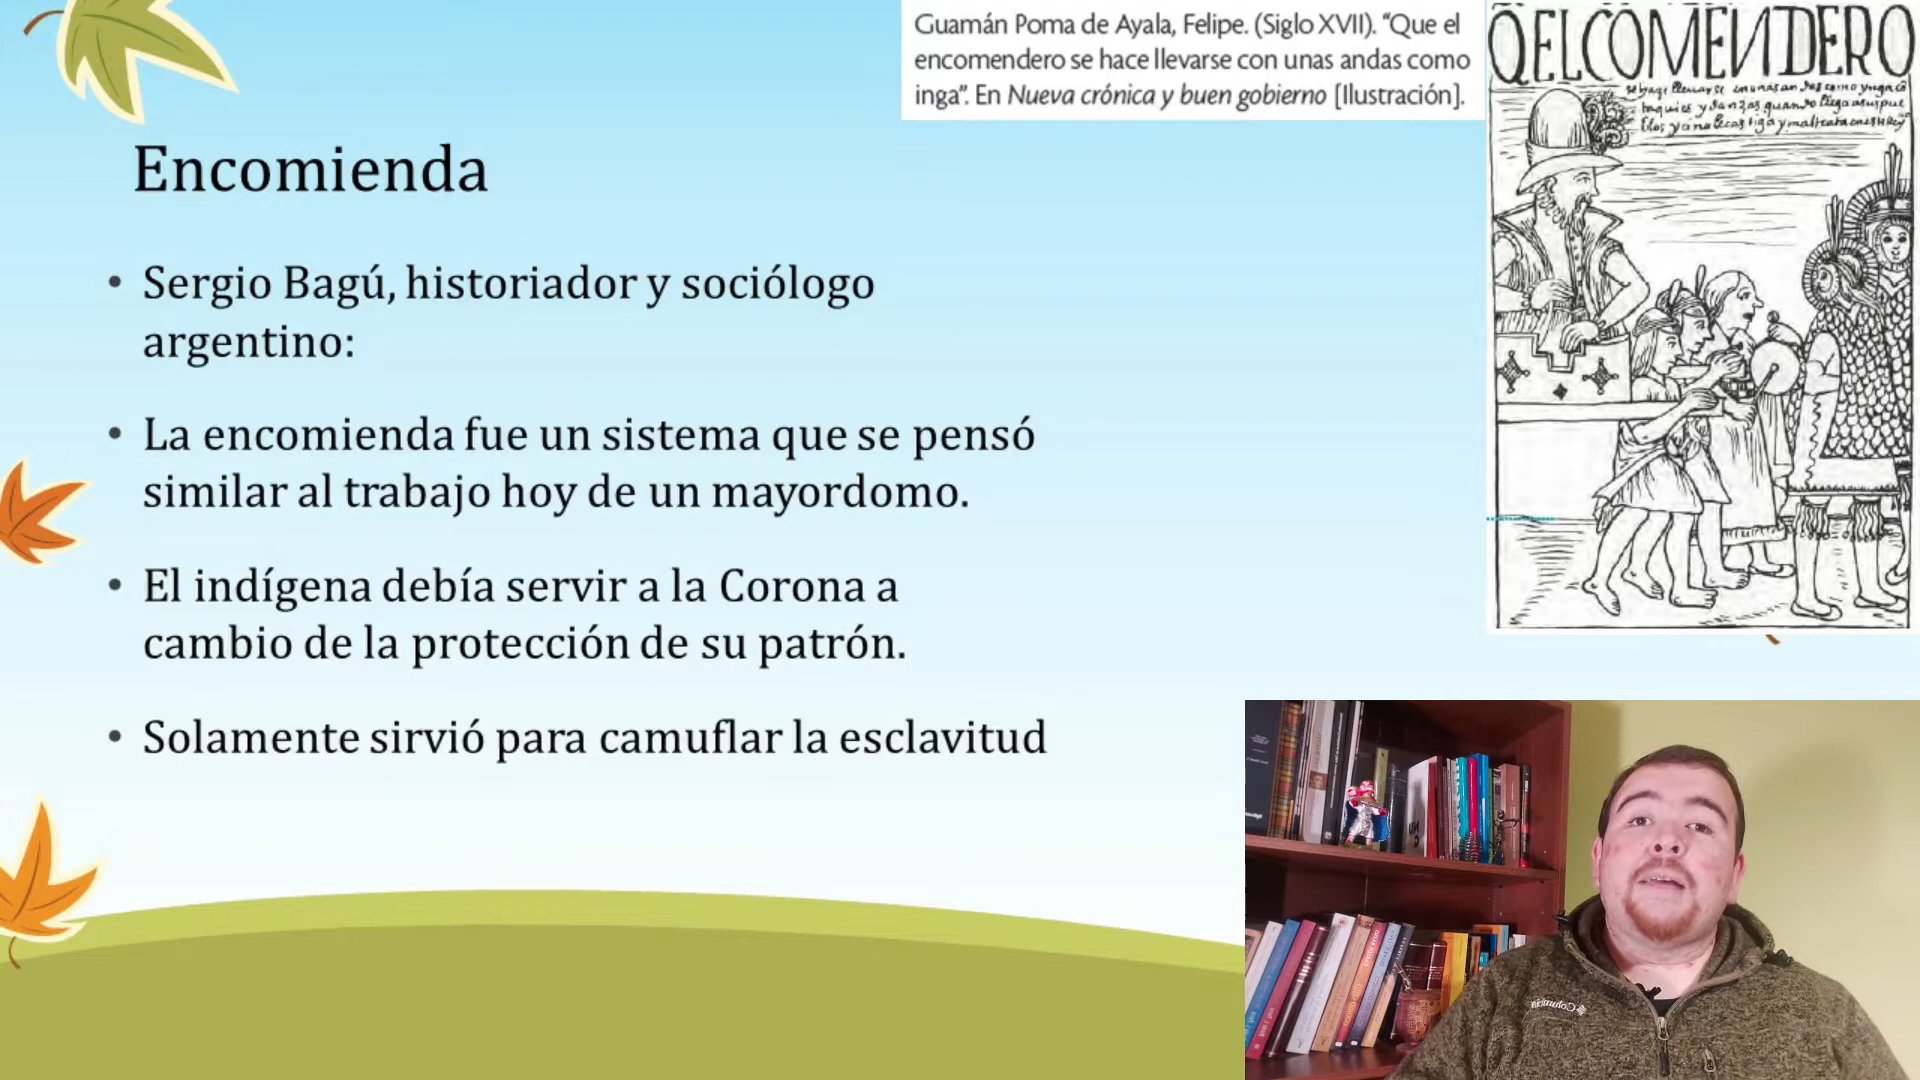 Guamán Poma de Ayala, Felipe. (Siglo XVII). “Que el
encomendero se hace llevarse con unas andas como
inga”. En Nueva crónica y buen gobierno [Ilustración].
QELCOMENDERO
Encomienda
• Sergio Bagú, historiador y sociólogo
argentino:
• La encomienda fue un sistema que se pensó
similar al trabajo hoy de un mayordomo.
• El indígena debía servir a la Corona a
cambio de la protección de su patrón.
• Solamente sirvió para camuflar la esclavitud
Columbia